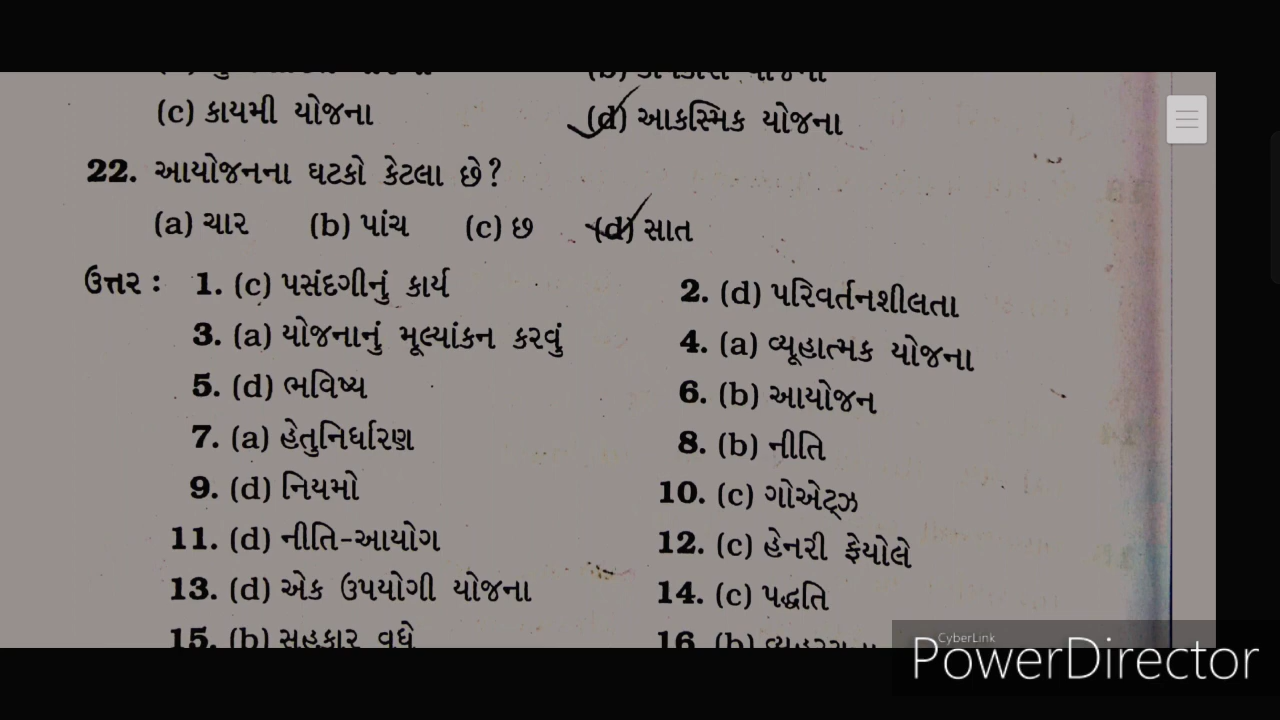 (c) કાયમી યોજના (d) આકસ્મિક યોજના
22. આયોજનના ઘટકો કેટલા છે?
(a) ચાર (b) પાંચ (c) છ (d) સાત
ઉત્તર : 1. (c) પસંદગીનું કાર્ય 2. (d) પરિવર્તનશીલતા
3. (a) યોજનાનું મૂલ્યાંકન કરવું 4. (a) વ્યૂહાત્મક યોજના
5. (d) ભવિષ્ય 6. (b) આયોજન
7. (a) હેતુનિર્ધારણ 8. (b) નીતિ
9. (d) નિયમો 10. (c) ગોએટ્ઝ
11. (d) નીતિ-આયોગ 12. (c) હેનરી ફેયોલે
13. (d) એક ઉપયોગી યોજના 14. (c) પદ્ધતિ
15. (b) સહકાર વધે 16. (b)
CyberLink
PowerDirector